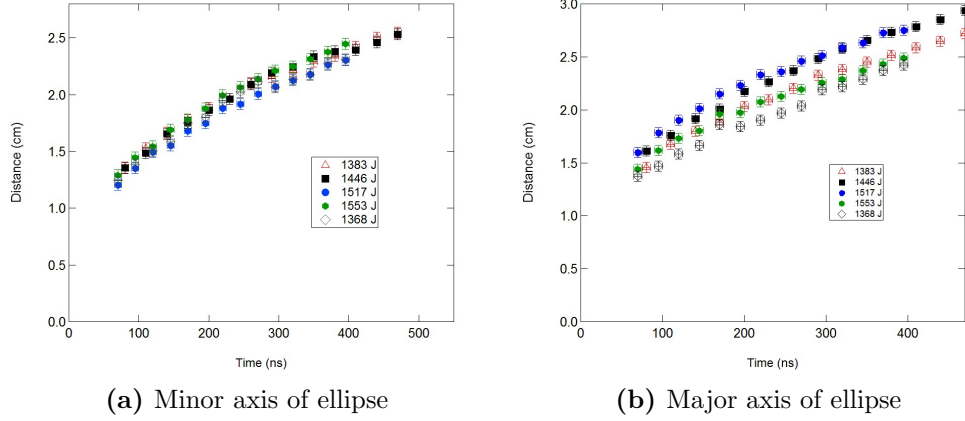 2.5
2.0
1.5
1.0
0.5
0.0
Distance (cm)
0
100
200
300
400
500
Time (ns)
1383 J
1446 J
1517 J
1553 J
1368 J
(a) Minor axis of ellipse
3.0
2.5
2.0
1.5
1.0
0.5
0.0
Distance (cm)
0
100
200
300
400
Time (ns)
1383 J
1446 J
1517 J
1553 J
1368 J
(b) Major axis of ellipse